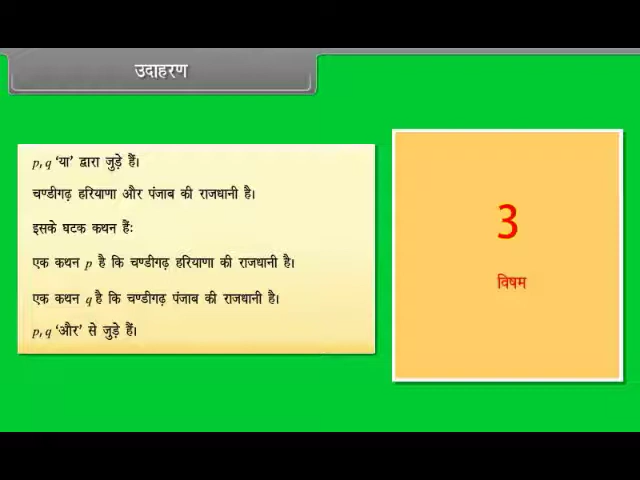 उदाहरण
p, q ‘या’ द्वारा जुड़े हैं।
चण्डीगढ़ हरियाणा और पंजाब की राजधानी है।
इसके घटक कथन हैंः
एक कथन p है कि चण्डीगढ़ हरियाणा की राजधानी है।
एक कथन q है कि चण्डीगढ़ पंजाब की राजधानी है।
p, q ‘और’ से जुड़े हैं।
3
विषम